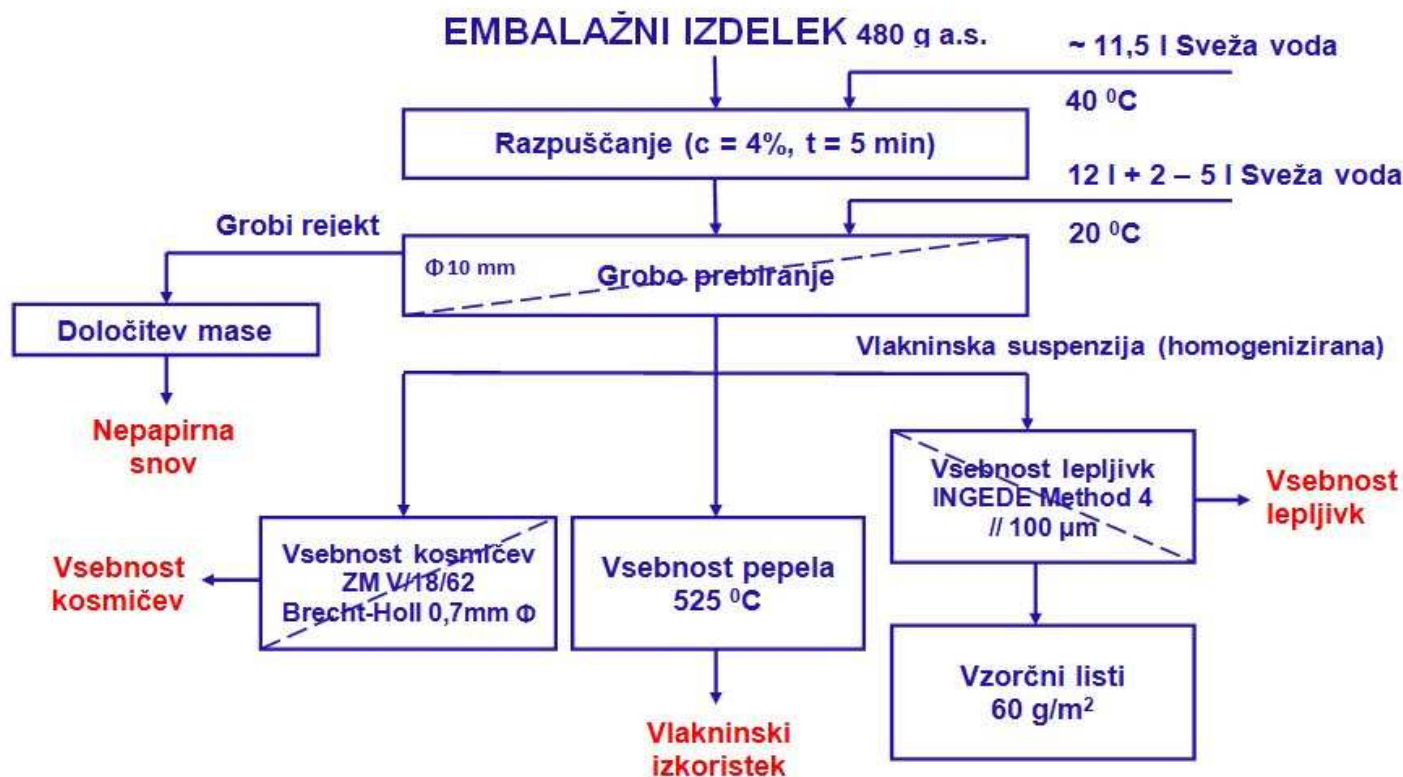 EMBALAŽNI IZDELEK 480 g a.s.
~ 11,5 l Sveža voda
40 ⁰C
Razpuščanje (c = 4%, t = 5 min)
12 l + 2 – 5 l Sveža voda
20 ⁰C
Grobi rejekt
Φ 10 mm
Grobo prebiranje
Določitev mase
Vlakninska suspenzija (homogenizirana)
Nepapirna
snov
Vsebnost lepljivk
INGEDE Method 4
// 100 µm
Vsebnost
lepljivk
Vsebnost kosmičev
ZM V/18/62
Brecht-Holl 0,7mm Φ
Vsebnost
kosmičev
Vsebnost pepela
525 ⁰C
Vzorčni listi
60 g/m²
Vlakninski
izkoristek